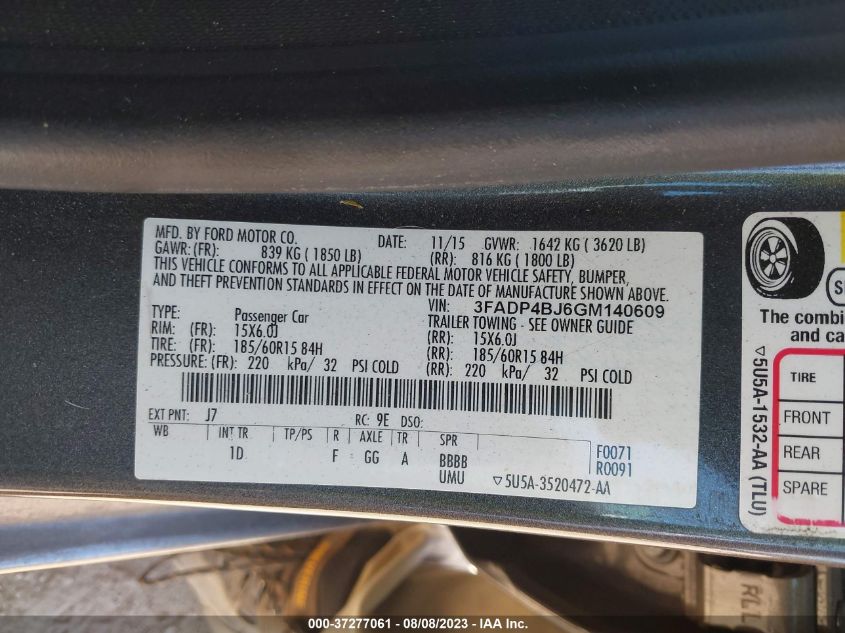 MFD. BY FORD MOTOR CO.
DATE: 11/15 GVWR: 1642 KG ( 3620 LB)
GAWR: (FR): 839 KG ( 1850 LB) (RR): 816 KG ( 1800 LB)
THIS VEHICLE CONFORMS TO ALL APPLICABLE FEDERAL MOTOR VEHICLE SAFETY, BUMPER,
AND THEFT PREVENTION STANDARDS IN EFFECT ON THE DATE OF MANUFACTURE SHOWN ABOVE.
VIN: 3FADP4BJ6GM140609
TYPE: Passenger Car TRAILER TOWING - SEE OWNER GUIDE
RIM: (FR): 15X6.0J (RR): 15X6.0J
TIRE: (FR): 185/60R15 84H (RR): 185/60R15 84H
PRESSURE: (FR): 220 kPa/ 32 PSI COLD (RR): 220 kPa/ 32 PSI COLD
EXT PNT: J7 RC: 9E DSO:
WB INT TR TP/PS R AXLE TR SPR
1D F GG A BBBB
UMU
F0071
R0091
▽5U5A-3520472-AA
▽5U5A-1532-AA (TLU)
The combin
and ca
TIRE
FRONT
REAR
SPARE
RLL
000-37277061 - 08/08/2023 - IAA Inc.